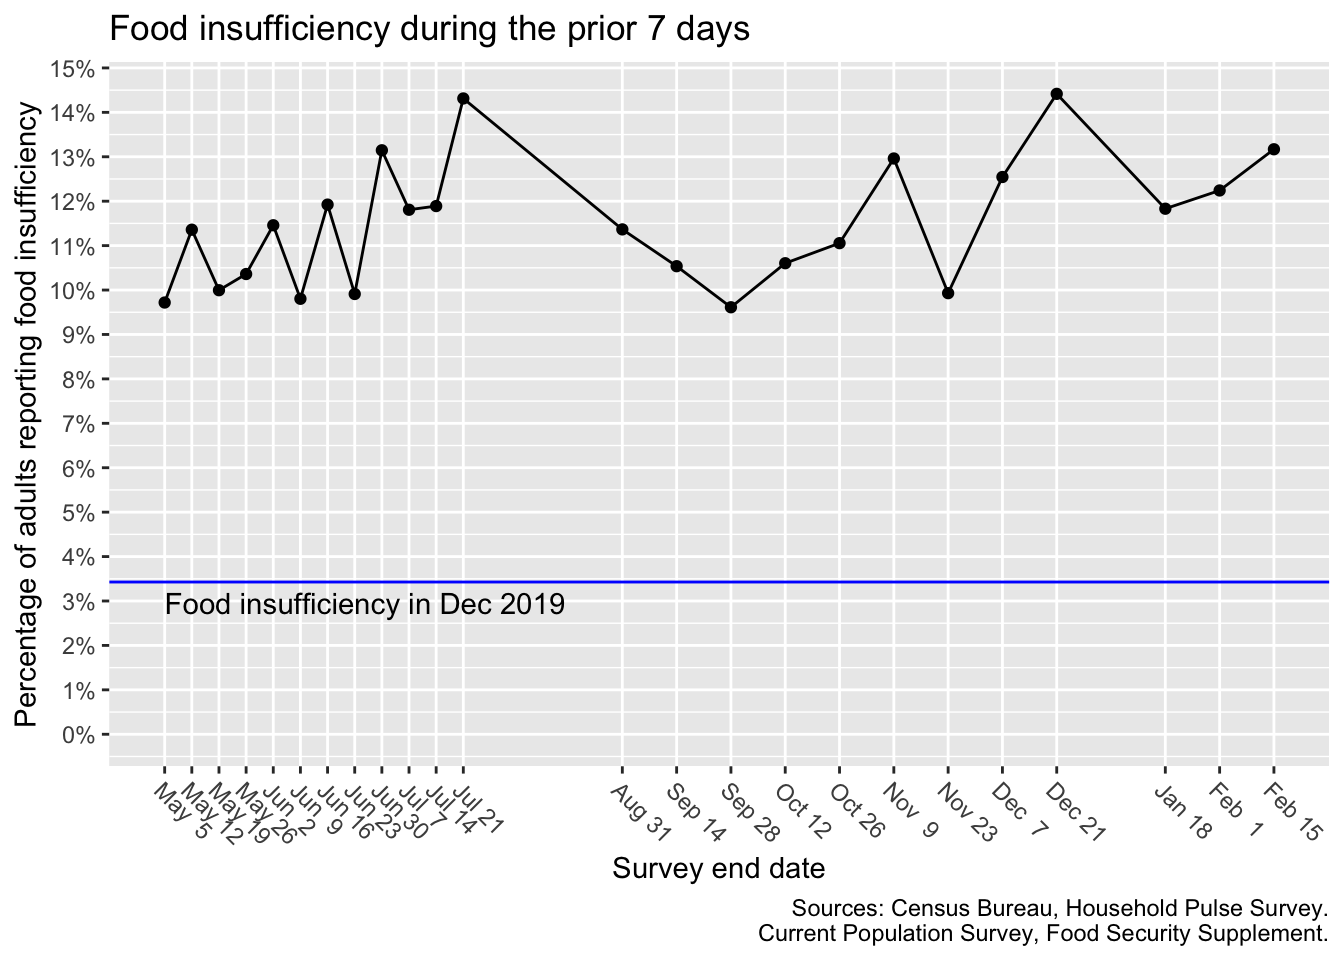 Food insufficiency during the prior 7 days
Percentage of adults reporting food insufficiency
15%
14%
13%
12%
11%
10%
9%
8%
7%
6%
5%
4%
3%
2%
1%
0%
Food insufficiency in Dec 2019
May 5
May 12
May 19
May 26
Jun 2
Jun 9
Jun 16
Jun 23
Jun 30
Jul 7
Jul 14
Jul 21
Aug 31
Sep 14
Sep 28
Oct 12
Oct 26
Nov 9
Nov 23
Dec 7
Dec 21
Jan 18
Feb 1
Feb 15
Survey end date
Sources: Census Bureau, Household Pulse Survey.
Current Population Survey, Food Security Supplement.